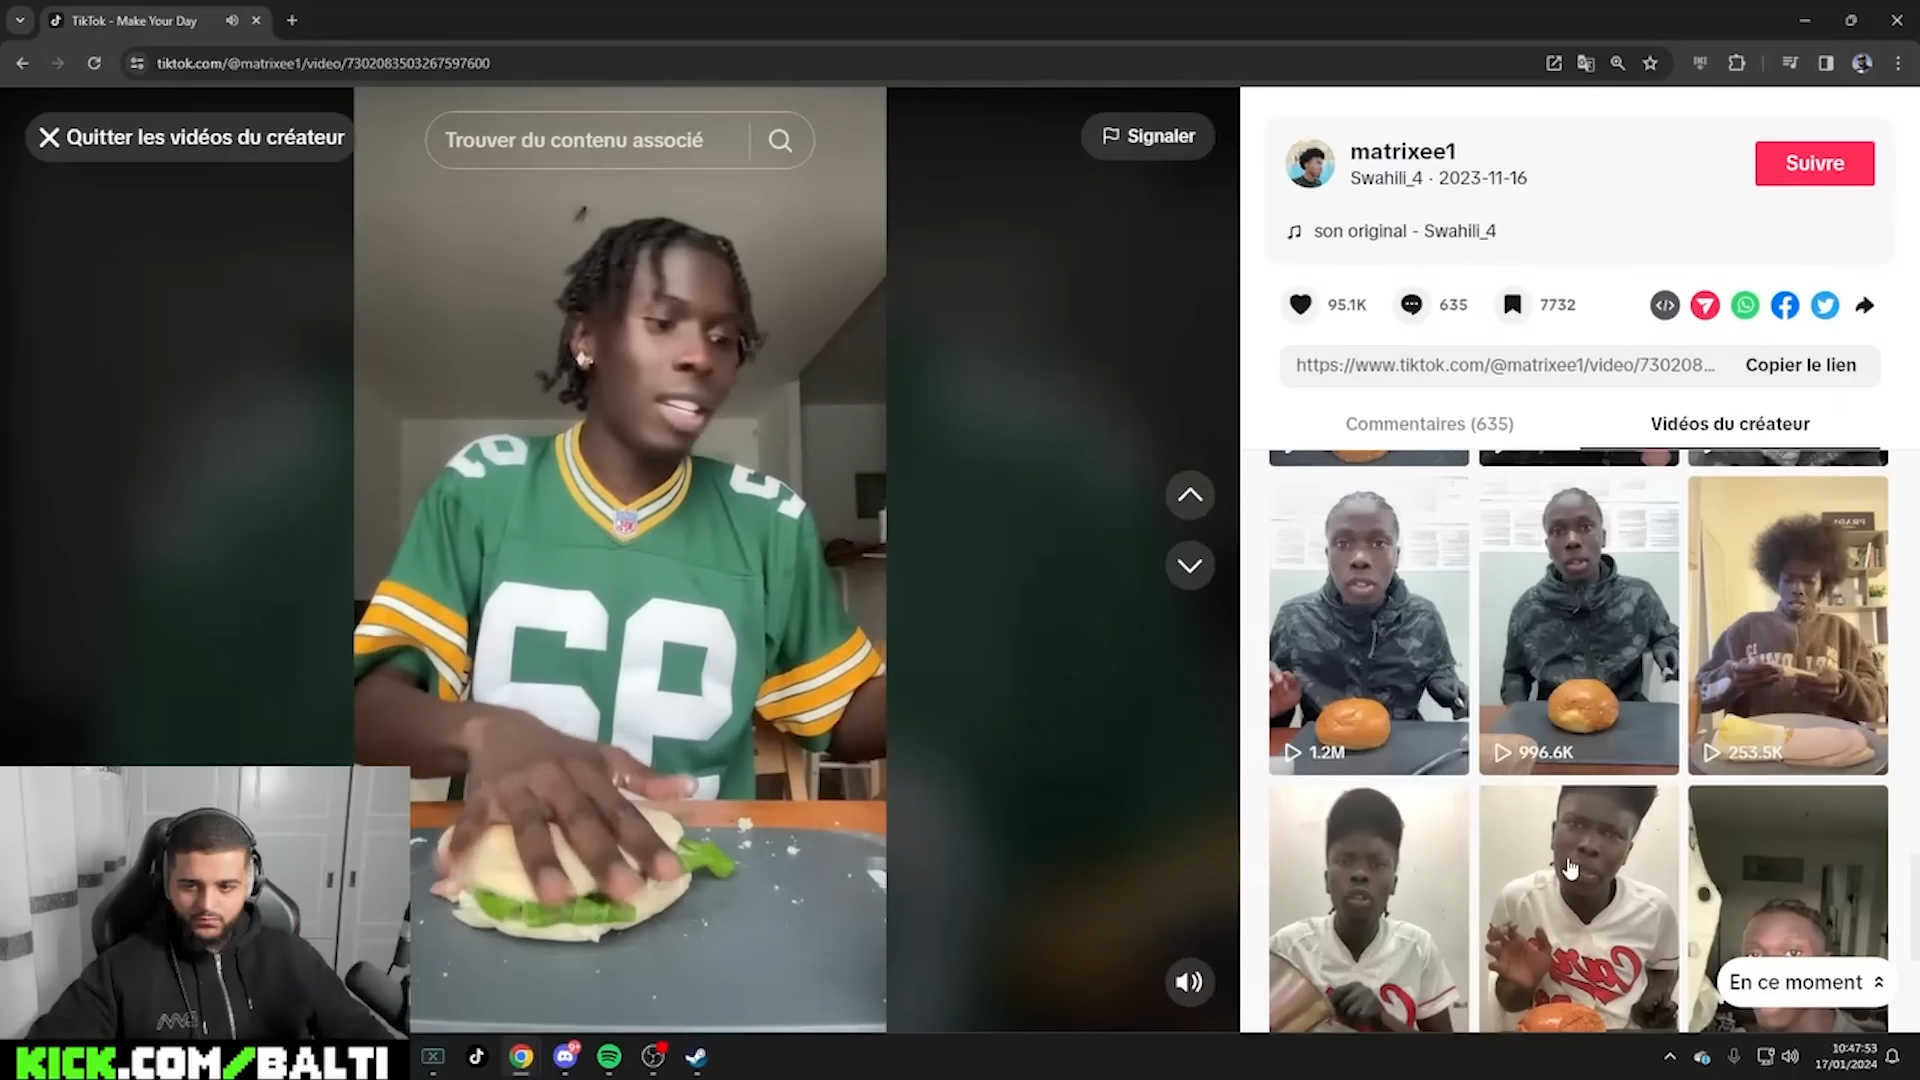 TikTok - Make Your Day
tiktok.com/@matrixee1/video/7302083503267597600
Quitter les vidéos du créateur
Trouver du contenu associé
Signaler
matrixee1
Swahili_4 · 2023-11-16
Suivre
son original - Swahili_4
95.1K
635
7732
https://www.tiktok.com/@matrixee1/video/730208...
Copier le lien
Commentaires (635)
Vidéos du créateur
1.2M
996.6K
253.5K
En ce moment
KICK.COM/BALTI
10:47:53
17/01/2024